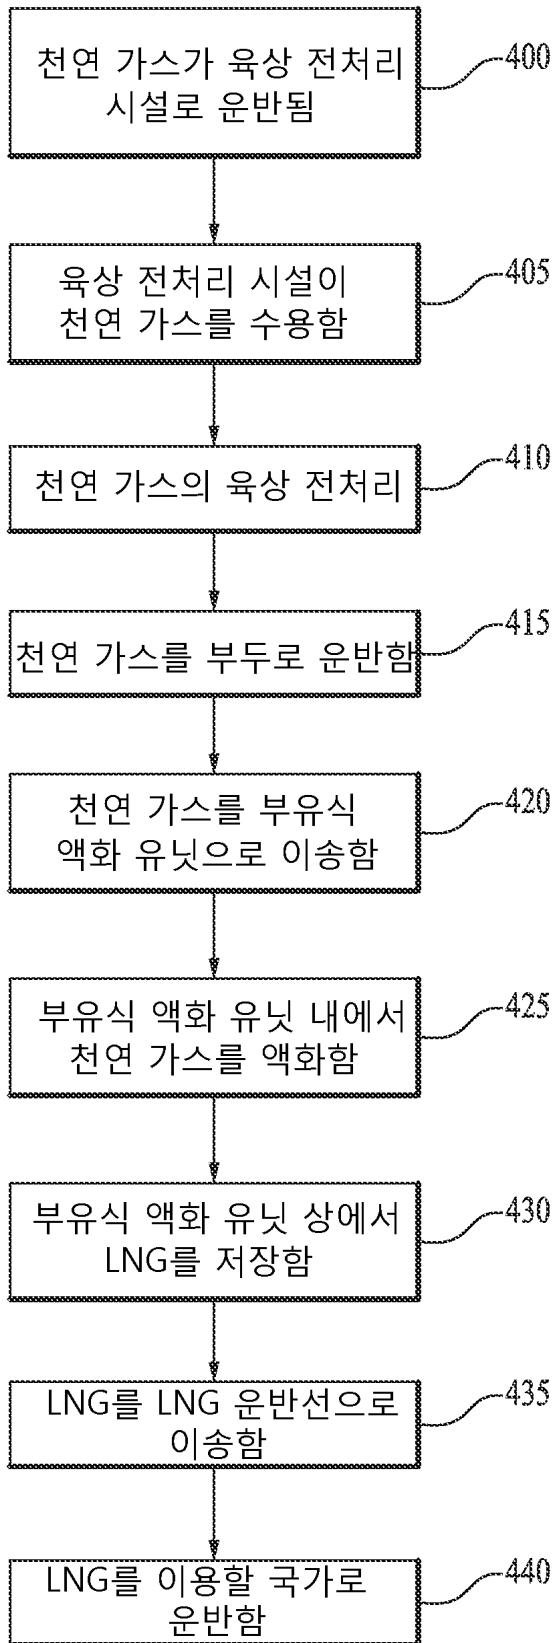 천연 가스가 육상 전처리
시설로 운반됨
400
육상 전처리 시설이
천연 가스를 수용함
405
천연 가스의 육상 전처리
410
천연 가스를 부두로 운반함
415
천연 가스를 부유식
액화 유닛으로 이송함
420
부유식 액화 유닛 내에서
천연 가스를 액화함
425
부유식 액화 유닛 상에서
LNG를 저장함
430
LNG를 LNG 운반선으로
이송함
435
LNG를 이용할 국가로
운반함
440